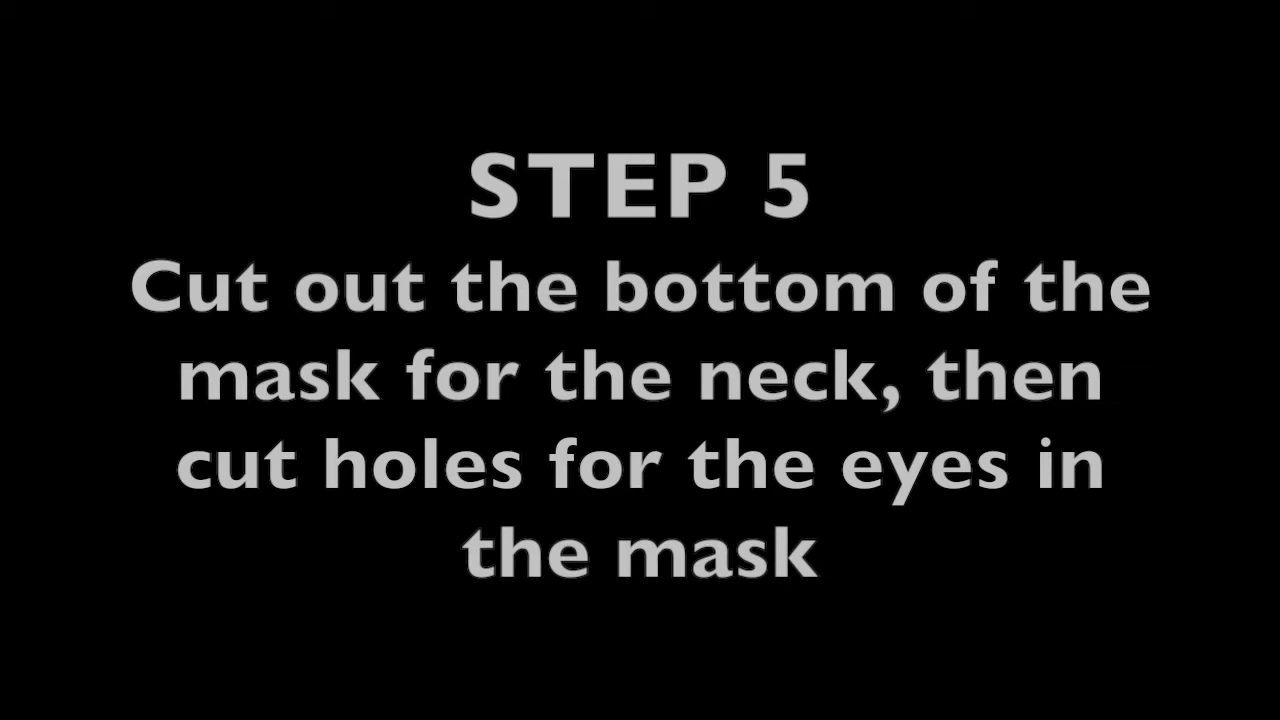 STEP 5
Cut out the bottom of the
mask for the neck, then
cut holes for the eyes in
the mask